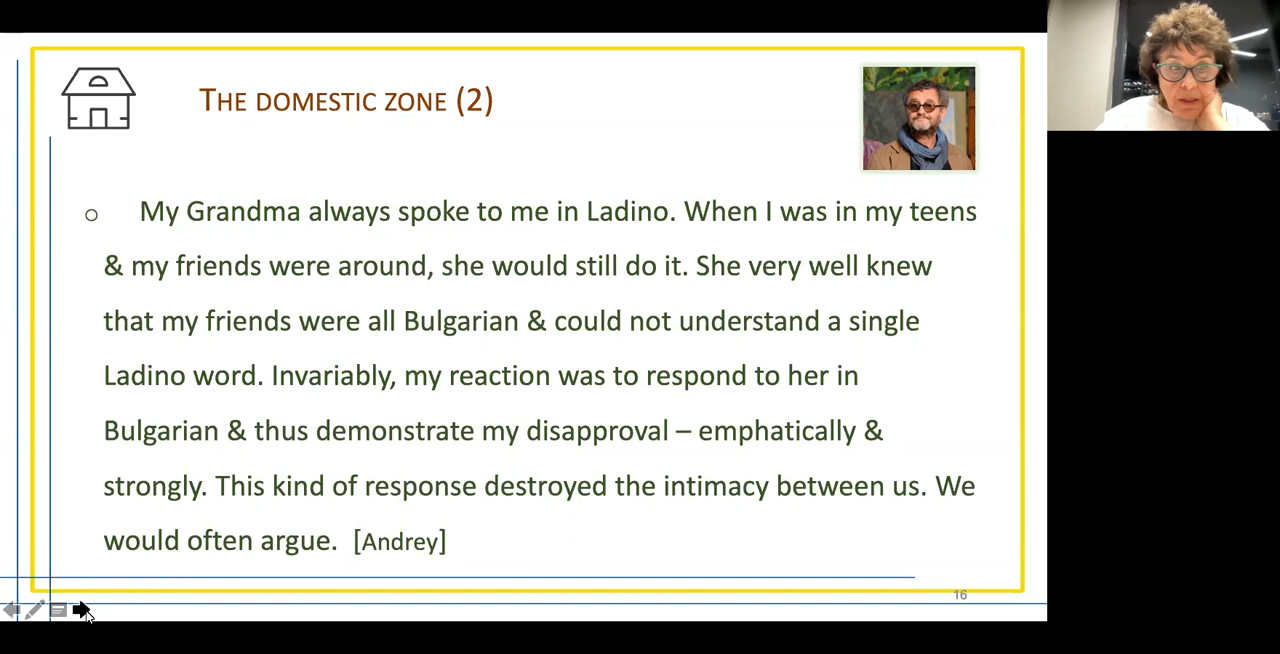 THE DOMESTIC ZONE (2)
○ My Grandma always spoke to me in Ladino. When I was in my teens
& my friends were around, she would still do it. She very well knew
that my friends were all Bulgarian & could not understand a single
Ladino word. Invariably, my reaction was to respond to her in
Bulgarian & thus demonstrate my disapproval – emphatically &
strongly. This kind of response destroyed the intimacy between us. We
would often argue. [Andrey]
16